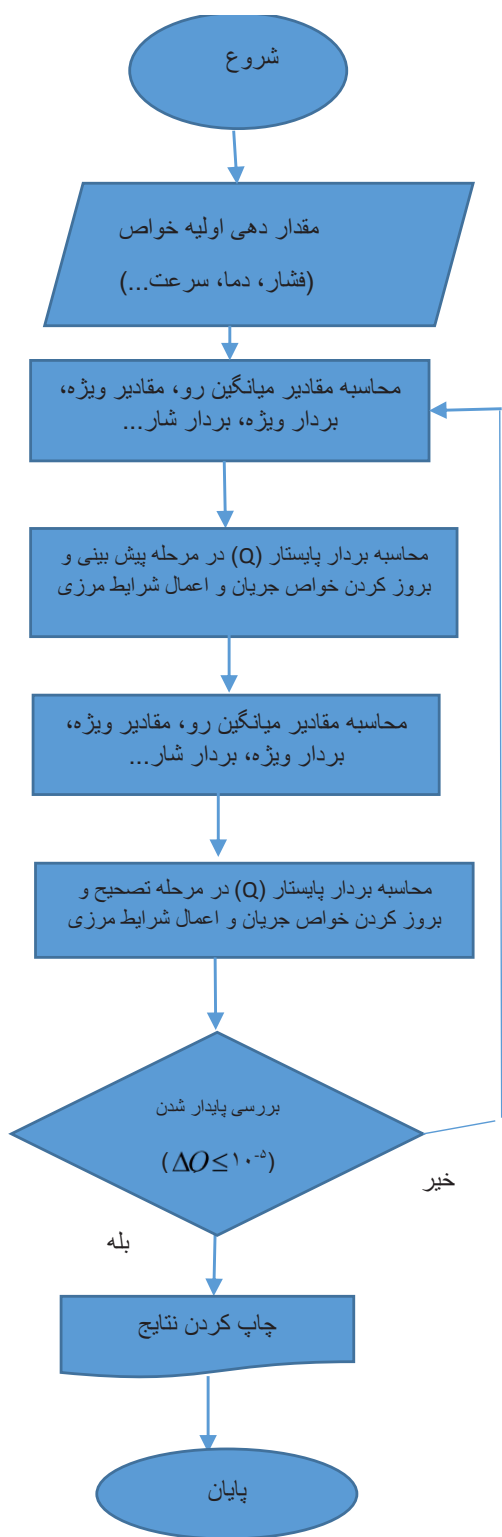 شروع
مقدار دهی اولیه خواص
(فشار، دما، سرعت...)
محاسبه مقادیر میانگین رو، مقادیر ویژه،
بردار ویژه، بردار شار...
محاسبه بردار پایستار (Q) در مرحله پیش بینی و
بروز کردن خواص جریان و اعمال شرایط مرزی
محاسبه مقادیر میانگین رو، مقادیر ویژه،
بردار ویژه، بردار شار...
محاسبه بردار پایستار (Q) در مرحله تصحیح و
بروز کردن خواص جریان و اعمال شرایط مرزی
بررسی پایدار شدن
(ΔQ ≤ ۱۰⁻⁵)
خیر
بله
چاپ کردن نتایج
پایان